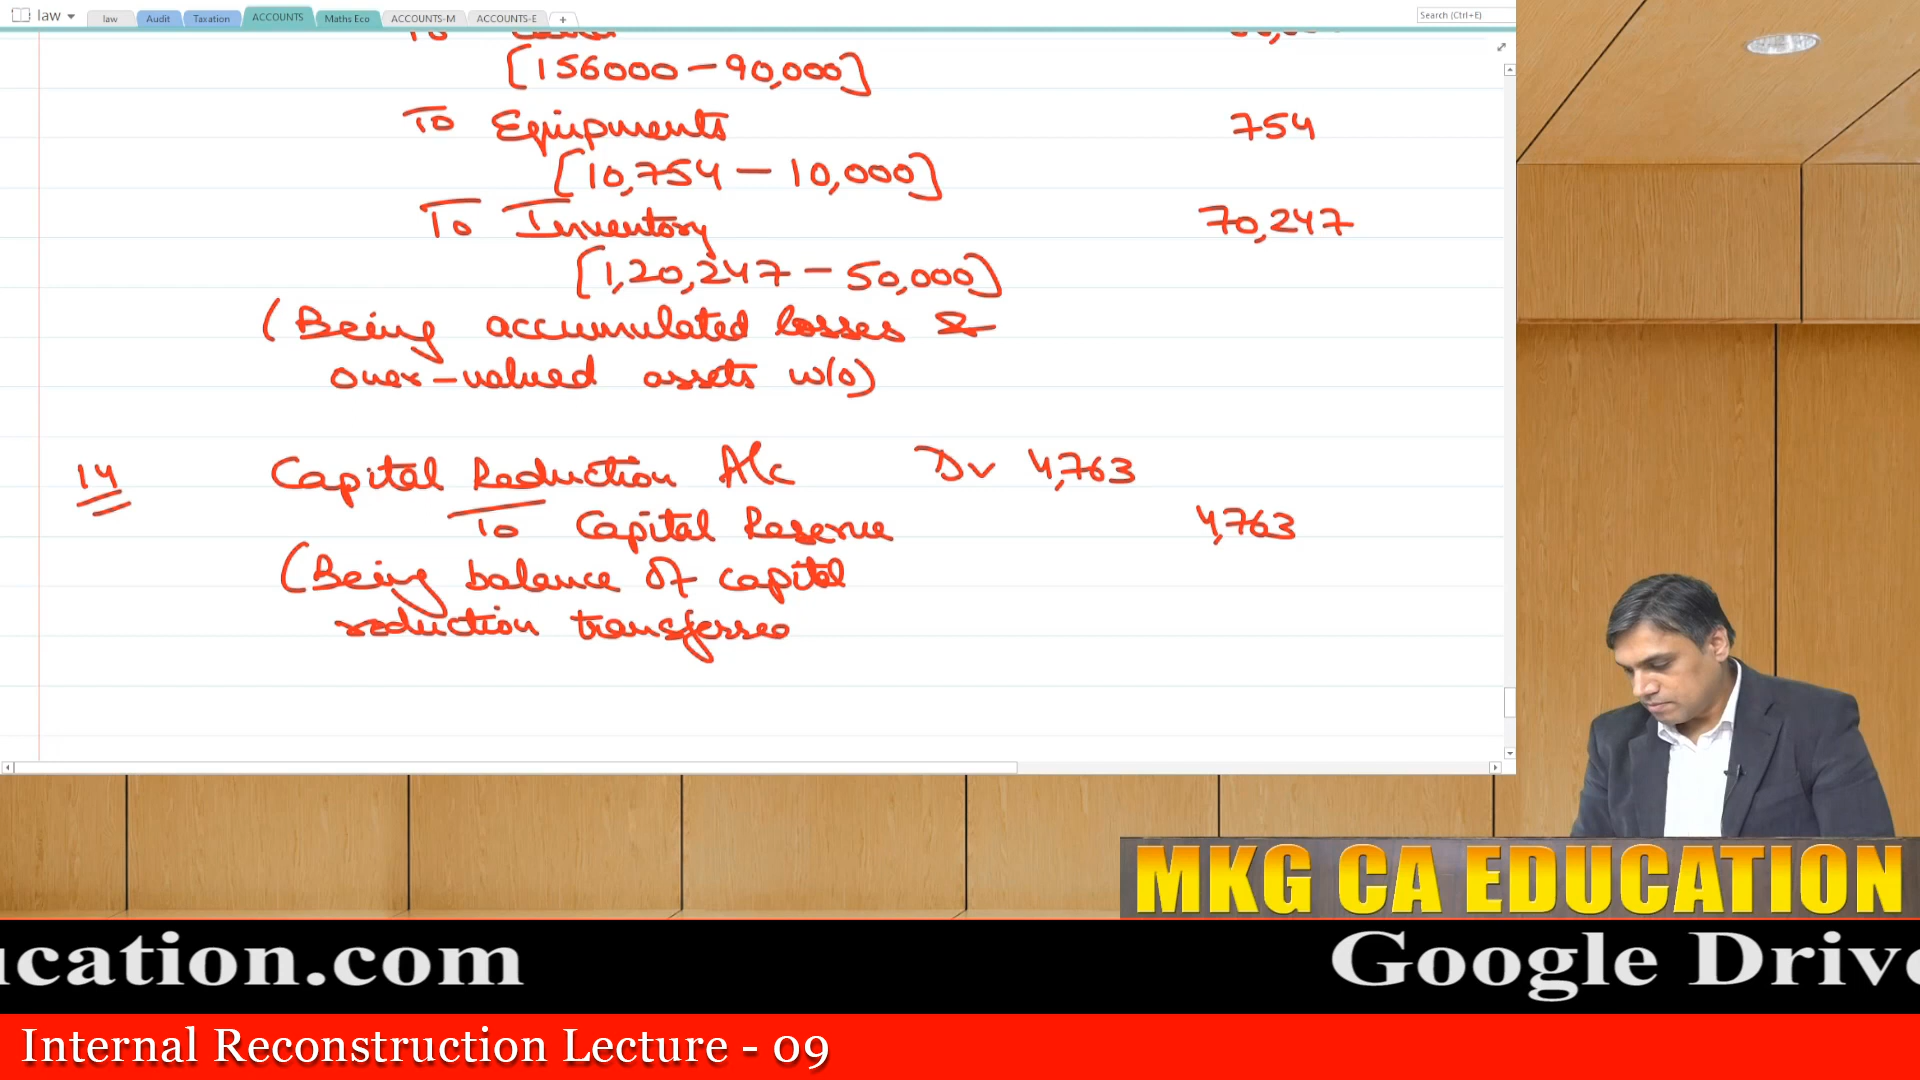 law
law Audit Taxation ACCOUNTS Maths Eco ACCOUNTS-M ACCOUNTS-E +
Search (Ctrl+E)
To
[156000 - 90,000]
To Equipments 754
[10,754 - 10,000]
To Inventory 70,247
[1,20,247 - 50,000]
(Being accumulated losses &
over-valued assets w/o)
14 Capital Reduction A/c Dr 4,763
To Capital Reserve 4,763
(Being balance of capital
reduction transferred
MKG CA EDUCATION
ucation.com Google Drive
Internal Reconstruction Lecture - 09